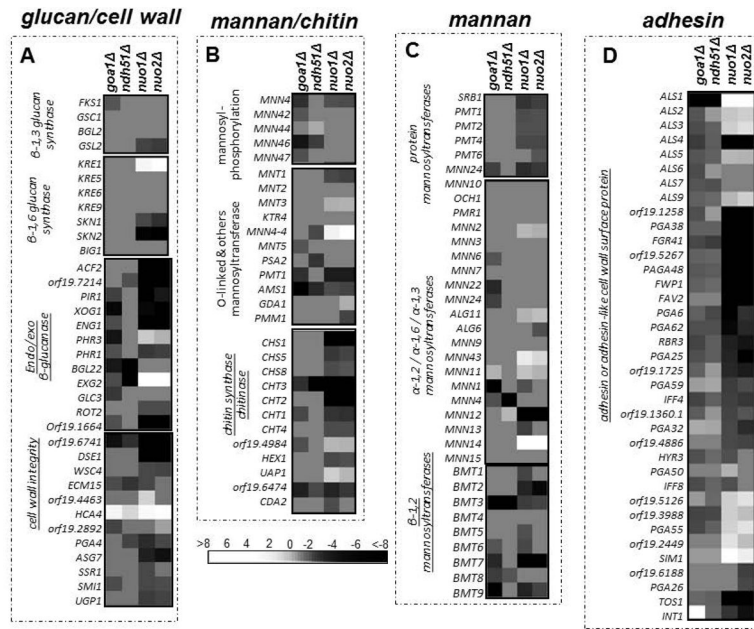 glucan/cell wall
mannan/chitin
mannan
adhesin
A
goa1Δ
ndh51Δ
nuo1Δ
nuo2Δ
β-1,3 glucan synthase
FKS1
GSC1
BGL2
GSL2
β-1,6 glucan synthase
KRE1
KRE5
KRE6
KRE9
SKN1
SKN2
BIG1
Endo/exo β-glucanase
ACF2
orf19.7214
PIR1
XOG1
ENG1
PHR3
PHR1
BGL22
EXG2
GLC3
ROT2
orf19.1664
cell wall integrity
orf19.6741
DSE1
WSC4
ECM15
orf19.4463
HCA4
orf19.2892
PGA4
ASG7
SSR1
SMI1
UGP1
B
goa1Δ
ndh51Δ
nuo1Δ
nuo2Δ
mannosyl-phosphorylation
MNN4
MNN42
MNN44
MNN46
MNN47
O-linked & others mannosyltransferase
MNT1
MNT2
MNT3
KTR4
MNN4-4
MNT5
PSA2
PMT1
AMS1
GDA1
PMM1
chitin synthase chitinase
CHS1
CHS5
CHS8
CHT3
CHT2
CHT1
CHT4
orf19.4984
HEX1
UAP1
orf19.6474
CDA2
>8 6 4 2 -2 -4 -6 <-8
C
goa1Δ
ndh51Δ
nuo1Δ
nuo2Δ
protein mannosyltransferases
SRB1
PMT1
PMT2
PMT4
PMT6
MNN24
α-1,2 / α-1,6 / α-1,3 mannosyltransferases
MNN10
OCH1
PMR1
MNN2
MNN3
MNN6
MNN7
MNN22
MNN24
ALG11
ALG6
MNN9
MNN43
MNN11
MNN1
MNN4
MNN12
MNN13
MNN14
MNN15
β-1,2 mannosyltransferases
BMT1
BMT2
BMT3
BMT4
BMT5
BMT6
BMT7
BMT8
BMT9
D
goa1Δ
ndh51Δ
nuo1Δ
nuo2Δ
adhesin or adhesin-like cell wall surface protein
ALS1
ALS2
ALS3
ALS4
ALS5
ALS6
ALS7
ALS9
orf19.1258
PGA38
FGR41
orf19.5267
PAGA48
FWP1
FAV2
PGA6
PGA62
RBR3
PGA25
orf19.1725
PGA59
IFF4
orf19.1360.1
PGA32
orf19.4886
HYR3
PGA50
IFF8
orf19.5126
orf19.3988
PGA55
orf19.2449
SIM1
orf19.6188
PGA26
TOS1
INT1